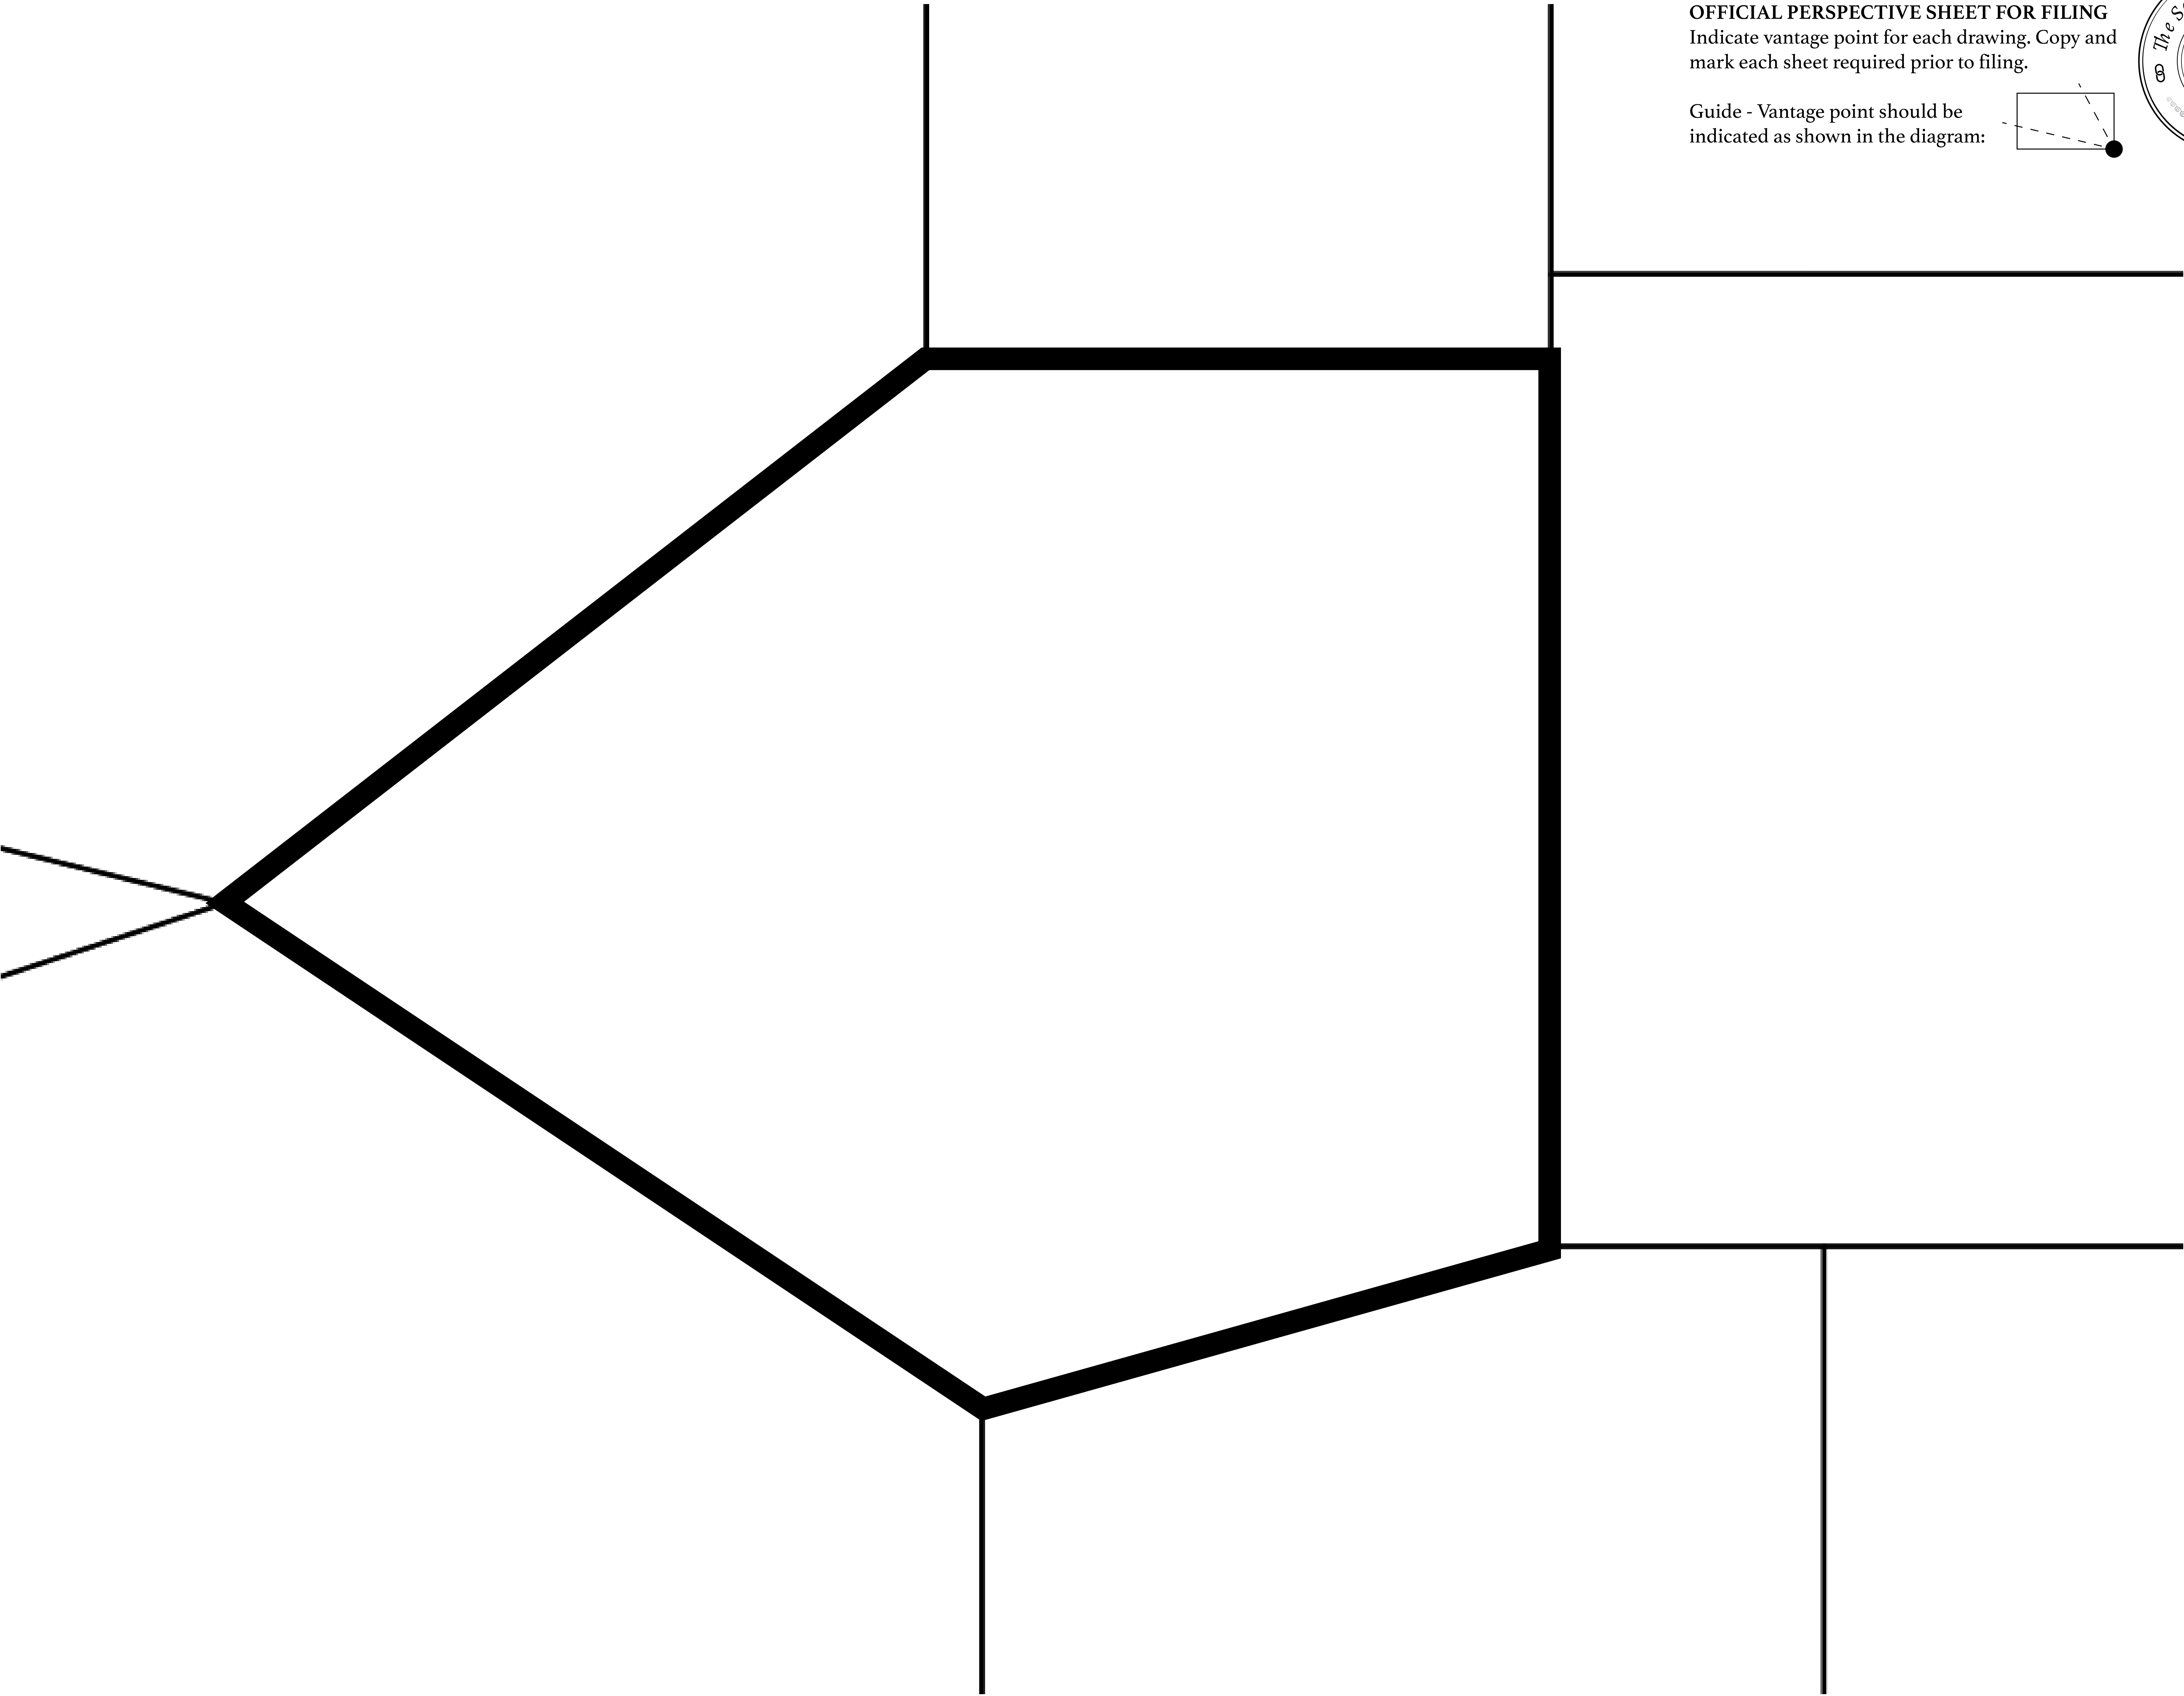 OFFICIAL PERSPECTIVE SHEET FOR FILING
Indicate vantage point for each drawing. Copy and
mark each sheet required prior to filing.
Guide - Vantage point should be
indicated as shown in the diagram:
The